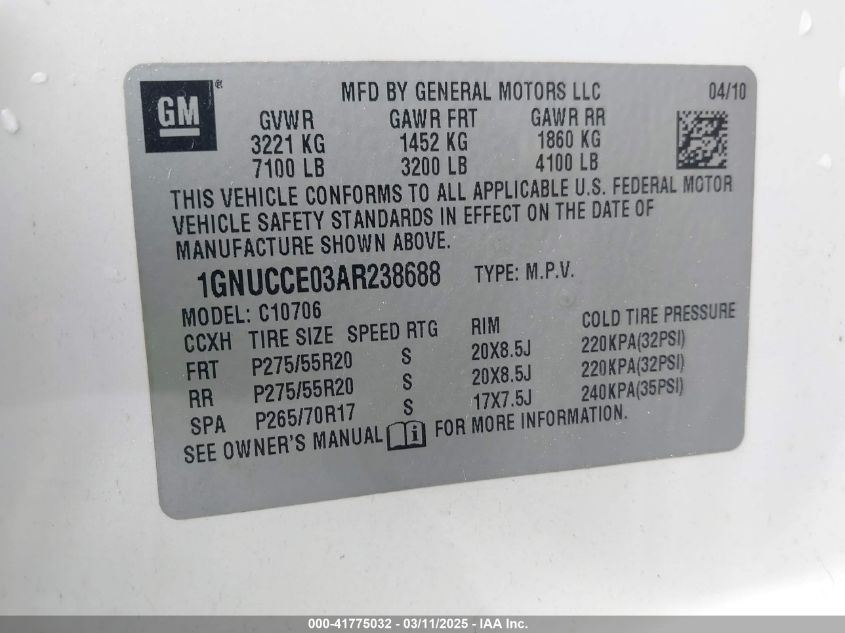 GM®
MFD BY GENERAL MOTORS LLC 04/10
GVWR GAWR FRT GAWR RR
3221 KG 1452 KG 1860 KG
7100 LB 3200 LB 4100 LB
THIS VEHICLE CONFORMS TO ALL APPLICABLE U.S. FEDERAL MOTOR
VEHICLE SAFETY STANDARDS IN EFFECT ON THE DATE OF
MANUFACTURE SHOWN ABOVE.
1GNUCCE03AR238688 TYPE: M.P.V.
MODEL: C10706
CCXH TIRE SIZE SPEED RTG RIM COLD TIRE PRESSURE
FRT P275/55R20 S 20X8.5J 220KPA(32PSI)
RR P275/55R20 S 20X8.5J 220KPA(32PSI)
SPA P265/70R17 S 17X7.5J 240KPA(35PSI)
SEE OWNER'S MANUAL i FOR MORE INFORMATION.
000-41775032 - 03/11/2025 - IAA Inc.